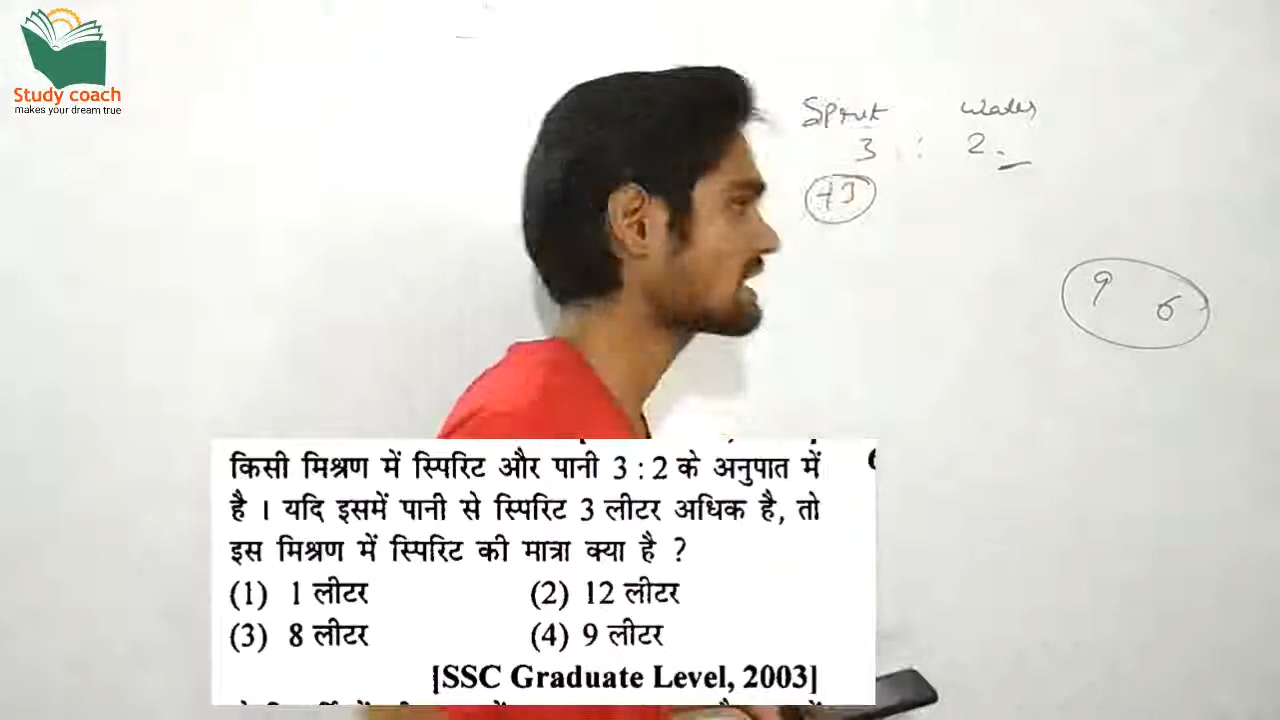 Study coach
makes your dream true
Water
3 : 2
+3
9 6
किसी मिश्रण में स्पिरिट और पानी 3 : 2 के अनुपात में
है । यदि इसमें पानी से स्पिरिट 3 लीटर अधिक है, तो
इस मिश्रण में स्पिरिट की मात्रा क्या है ?
(1) 1 लीटर (2) 12 लीटर
(3) 8 लीटर (4) 9 लीटर
[SSC Graduate Level, 2003]